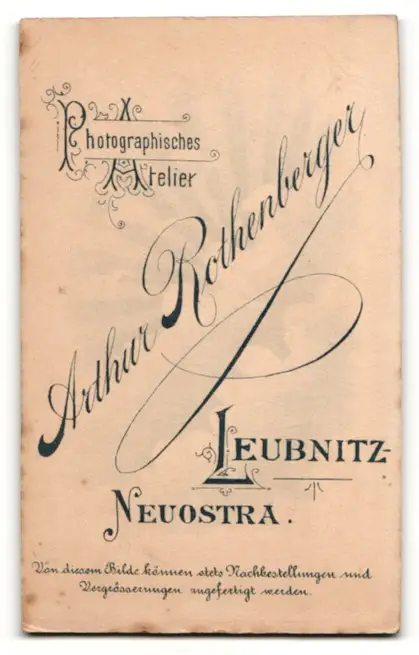 Photographisches
Atelier
Arthur Rothenberger
LEUBNITZ-
NEUOSTRA.
Von diesem Bilde können stets Nachbestellungen und
Vergrösserungen angefertigt werden.